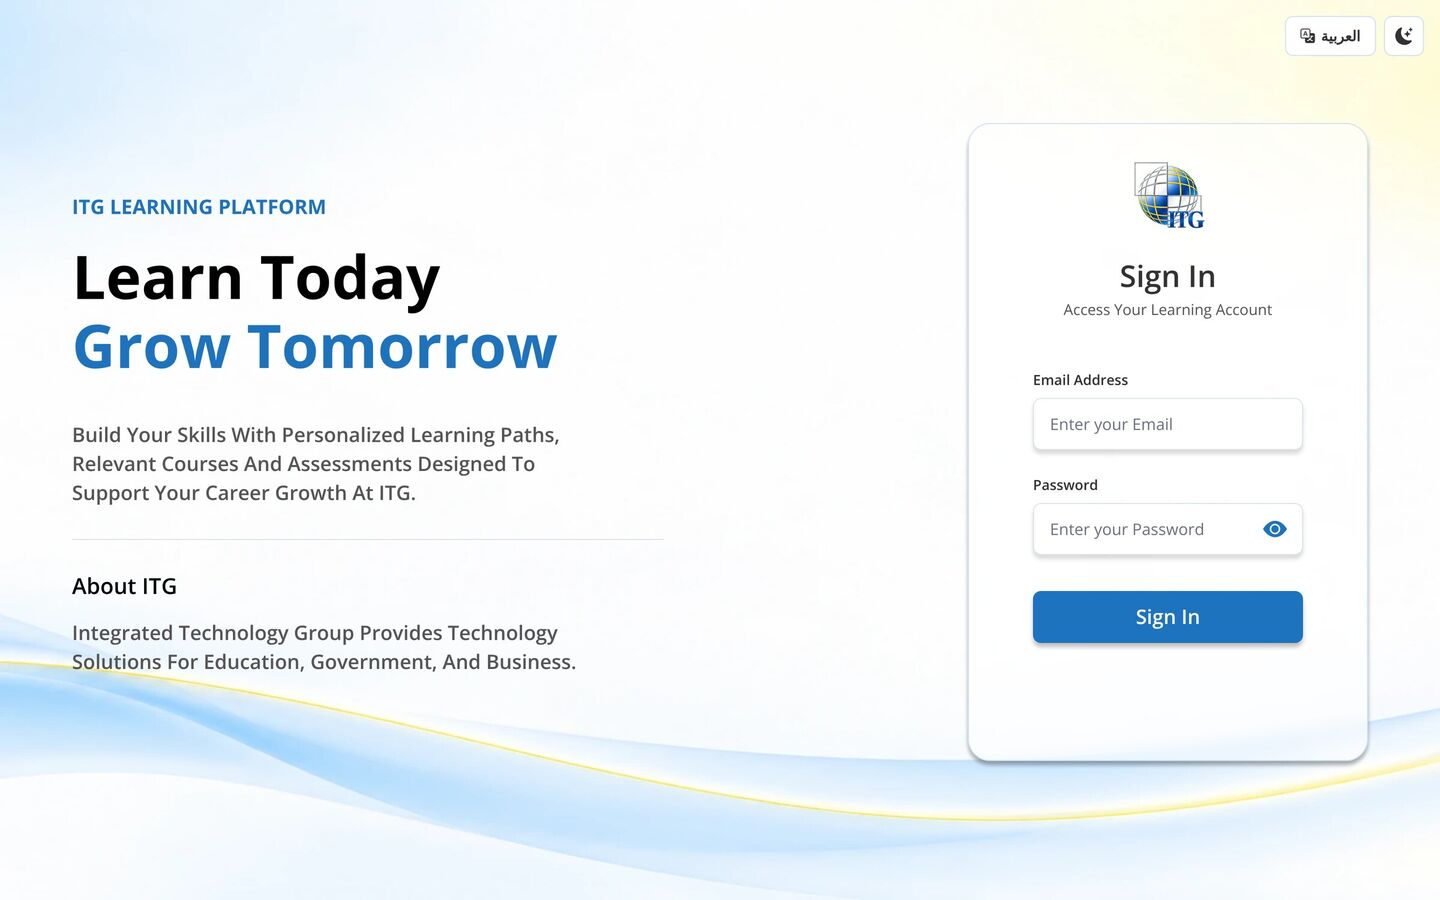 العربية
ITG LEARNING PLATFORM
Learn Today
Grow Tomorrow
Build Your Skills With Personalized Learning Paths,
Relevant Courses And Assessments Designed To
Support Your Career Growth At ITG.
About ITG
Integrated Technology Group Provides Technology
Solutions For Education, Government, And Business.
ITG
Sign In
Access Your Learning Account
Email Address
Enter your Email
Password
Enter your Password
Sign In